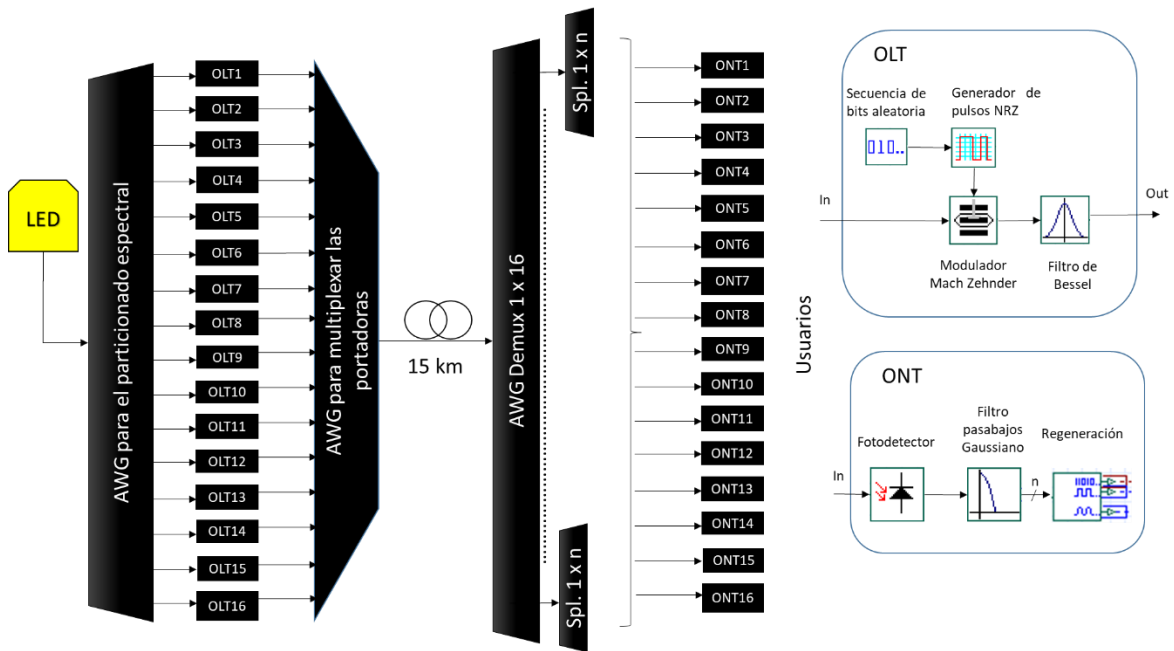 LED
AWG para el particionado espectral
OLT1
OLT2
OLT3
OLT4
OLT5
OLT6
OLT7
OLT8
OLT9
OLT10
OLT11
OLT12
OLT13
OLT14
OLT15
OLT16
AWG para multiplexar las
portadoras
15 km
AWG Demux 1 x 16
Spl. 1 x n
Spl. 1 x n
ONT1
ONT2
ONT3
ONT4
ONT5
ONT6
ONT7
ONT8
ONT9
ONT10
ONT11
ONT12
ONT13
ONT14
ONT15
ONT16
Usuarios
OLT
Secuencia de
bits aleatoria
Generador de
pulsos NRZ
010..
In
Out
Modulador
Mach Zehnder
Filtro de
Bessel
ONT
Fotodetector
Filtro
pasabajos
Gaussiano
Regeneración
In
n
11010..